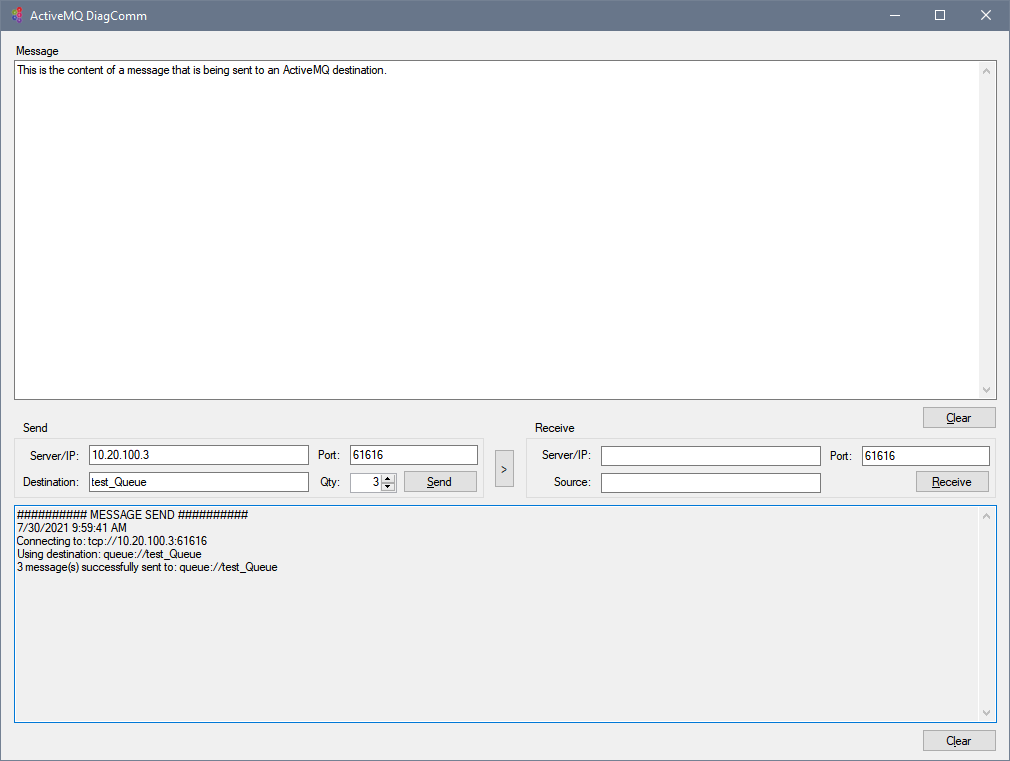 ActiveMQ DiagComm
Message
This is the content of a message that is being sent to an ActiveMQ destination.
Clear
Send
Server/IP: 10.20.100.3 Port: 61616
Destination: test_Queue Qty: 3 Send
>
Receive
Server/IP: Port: 61616
Source: Receive
########## MESSAGE SEND ##########
7/30/2021 9:59:41 AM
Connecting to: tcp://10.20.100.3:61616
Using destination: queue://test_Queue
3 message(s) successfully sent to: queue://test_Queue
Clear